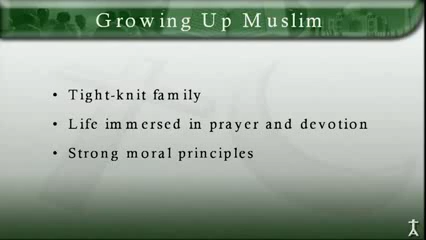 Growing Up Muslim
• Tight-knit family
• Life immersed in prayer and devotion
• Strong moral principles